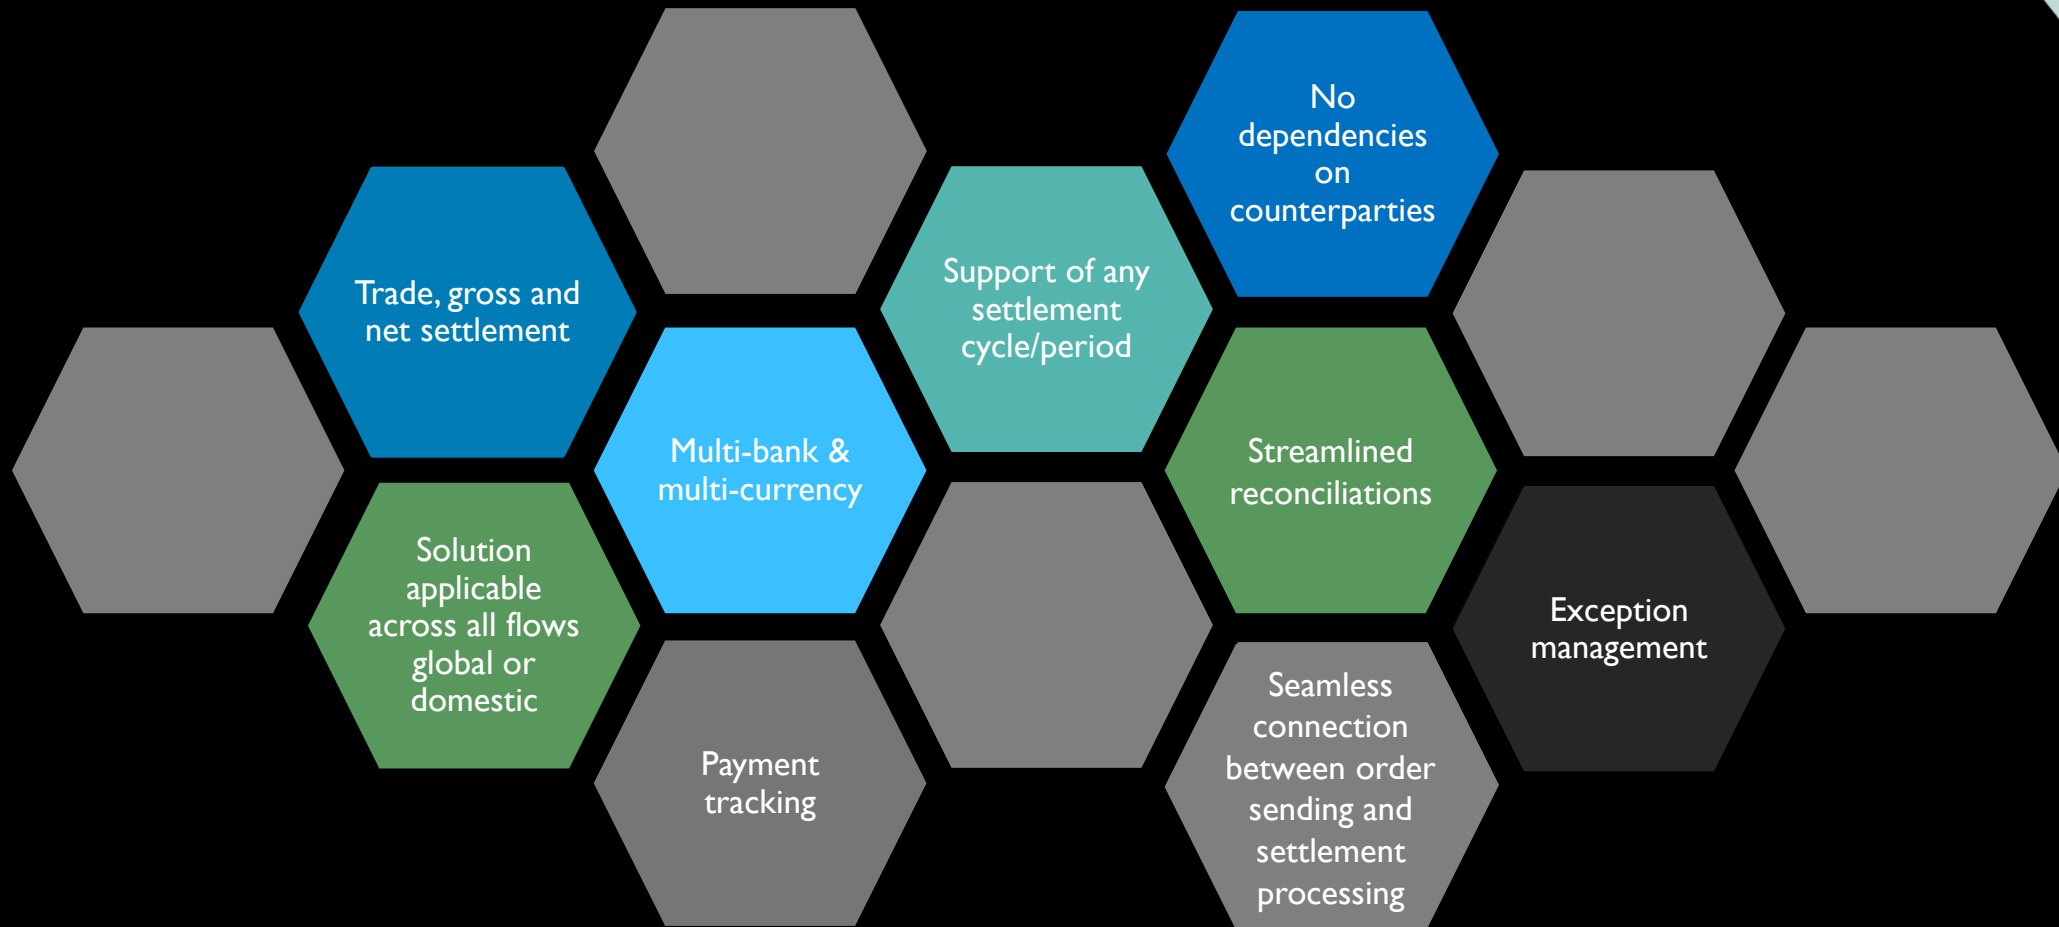 No
dependencies
on
counterparties
Trade, gross and
net settlement
Support of any
settlement
cycle/period
Multi-bank &
multi-currency
Streamlined
reconciliations
Solution
applicable
across all flows
global or
domestic
Exception
management
Payment
tracking
Seamless
connection
between order
sending and
settlement
processing